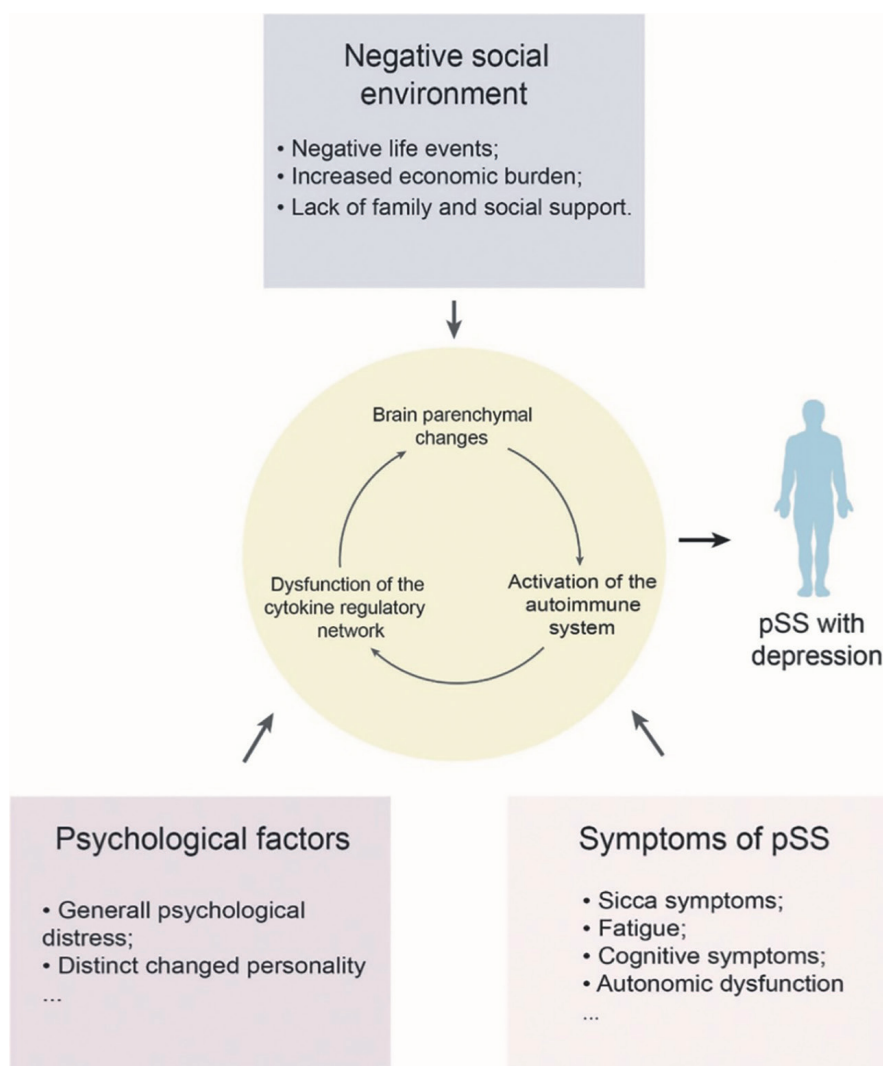 Negative social
environment
• Negative life events;
• Increased economic burden;
• Lack of family and social support.
Brain parenchymal
changes
Dysfunction of the
cytokine regulatory
network
Activation of the
autoimmune
system
pSS with
depression
Psychological factors
• Generall psychological
distress;
• Distinct changed personality
...
Symptoms of pSS
• Sicca symptoms;
• Fatigue;
• Cognitive symptoms;
• Autonomic dysfunction
...